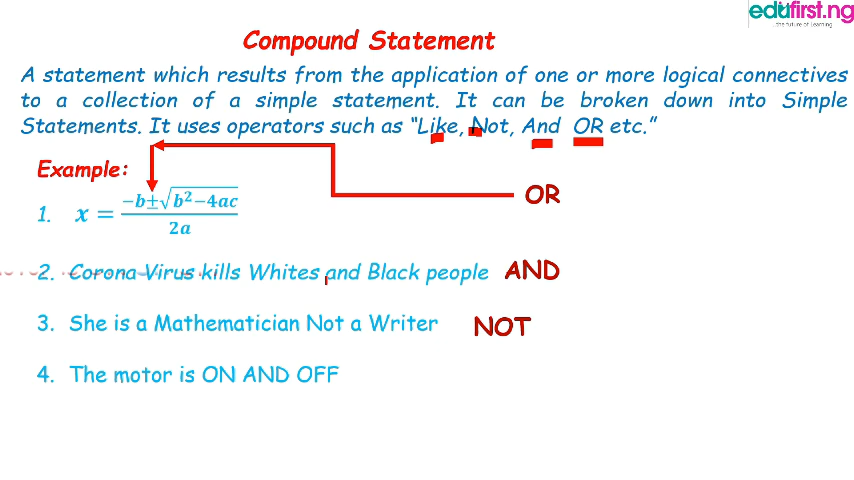 edufirst.ng
the future of Learning
Compound Statement
A statement which results from the application of one or more logical connectives
to a collection of a simple statement. It can be broken down into Simple
Statements. It uses operators such as “Like, Not, And OR etc.”
Example:
1. x = (−b±√(b²−4ac))/2a OR
2. Corona Virus kills Whites and Black people AND
3. She is a Mathematician Not a Writer NOT
4. The motor is ON AND OFF